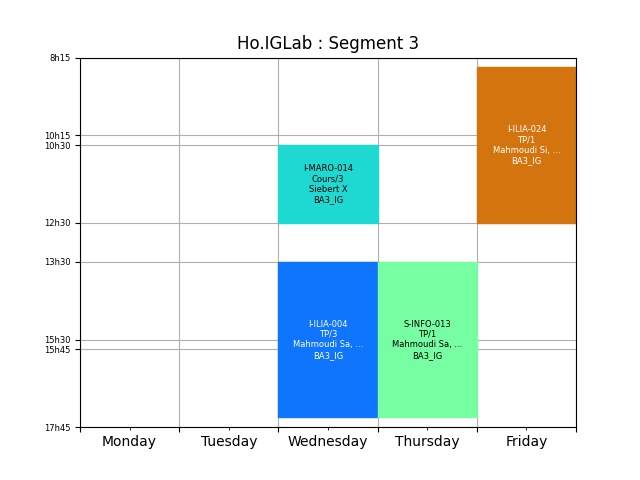 Ho.IGLab : Segment 3
8h15
10h15
10h30
12h30
13h30
15h30
15h45
17h45
I-ILIA-024
TP/1
Mahmoudi Si, ...
BA3_IG
I-MARO-014
Cours/3
Siebert X
BA3_IG
I-ILIA-004
TP/3
Mahmoudi Sa, ...
BA3_IG
S-INFO-013
TP/1
Mahmoudi Sa, ...
BA3_IG
Monday
Tuesday
Wednesday
Thursday
Friday